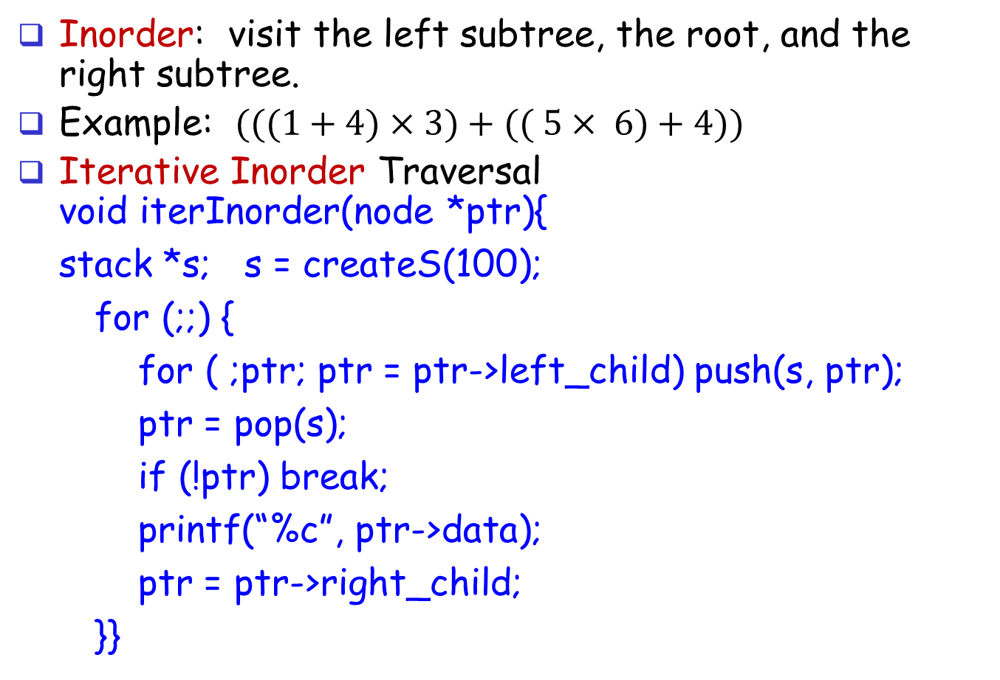 ❑ Inorder: visit the left subtree, the root, and the
right subtree.
❑ Example: (((1 + 4) × 3) + (( 5 × 6) + 4))
❑ Iterative Inorder Traversal
void iterInorder(node *ptr){
stack *s; s = createS(100);
for (;;) {
for ( ;ptr; ptr = ptr->left_child) push(s, ptr);
ptr = pop(s);
if (!ptr) break;
printf(“%c”, ptr->data);
ptr = ptr->right_child;
}}